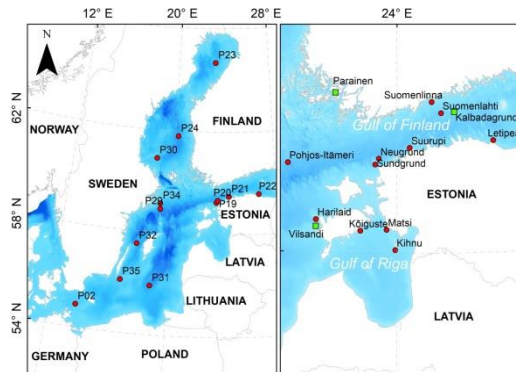 12° E
20° E
28° E
N
P23
62° N
FINLAND
NORWAY
P24
P30
SWEDEN
P34
P29
P20
P21
P22
P19
58° N
ESTONIA
P32
LATVIA
P35
P31
P02
LITHUANIA
54° N
GERMANY
POLAND
24° E
Parainen
Suomenlinna
Suomenlahti
Kalbadagrund
Gulf of Finland
Letipea
Suurupi
Neugrund
Pohjos-Itämeri
Sundgrund
ESTONIA
Harilaid
Kõiguste
Matsi
Vilsandi
Kihnu
Gulf of Riga
LATVIA